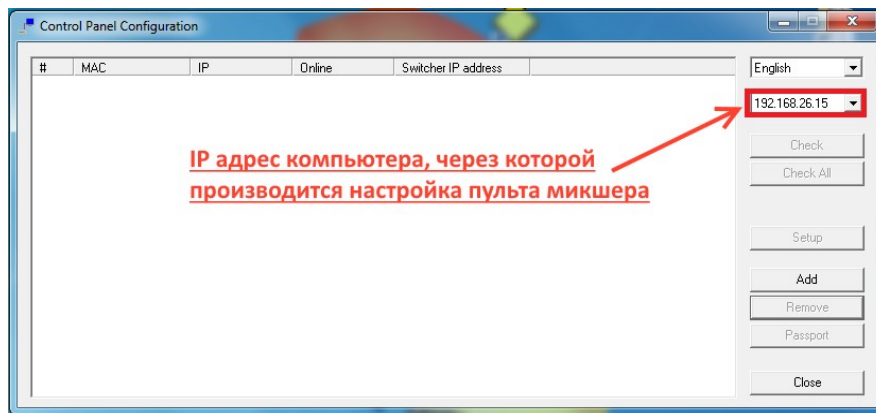 Control Panel Configuration
# MAC IP Online Switcher IP address
English
192.168.26.15
IP адрес компьютера, через которой
производится настройка пульта микшера
Check
Check All
Setup
Add
Remove
Passport
Close